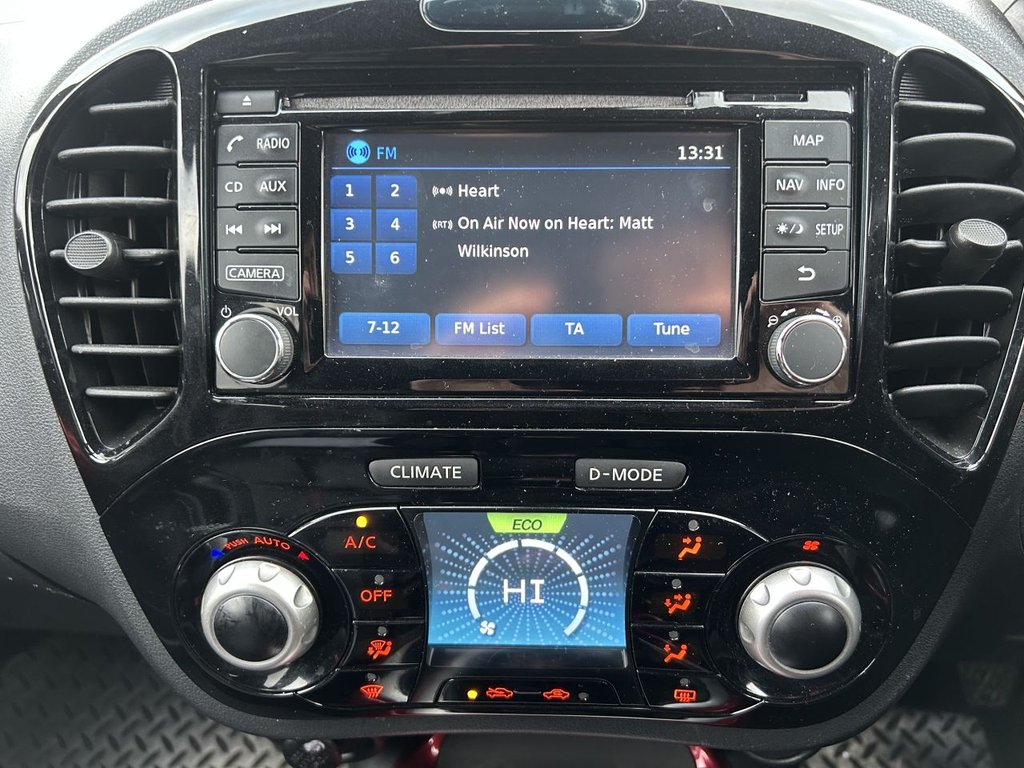 FM 13:31
RADIO
CD AUX
CAMERA
VOL
1 2
3 4
5 6
Heart
(RT) On Air Now on Heart: Matt
Wilkinson
7-12 FM List TA Tune
MAP
NAV INFO
SETUP
CLIMATE D-MODE
PUSH AUTO
A/C
OFF
ECO
HI